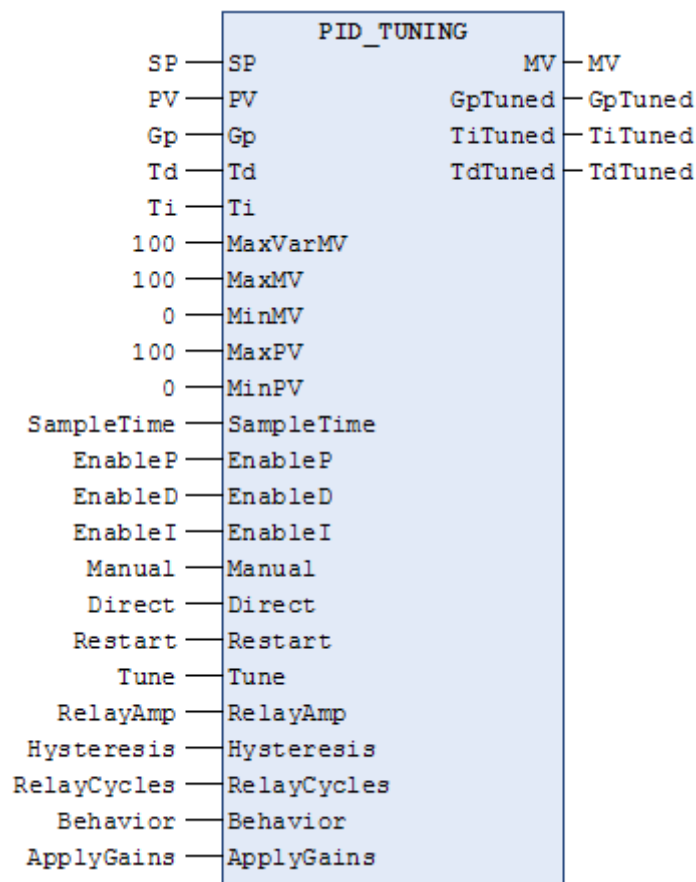 PID_TUNING
SP SP MV MV
PV PV GpTuned GpTuned
Gp Gp TiTuned TiTuned
Td Td TdTuned TdTuned
Ti Ti
100 MaxVarMV
100 MaxMV
0 MinMV
100 MaxPV
0 MinPV
SampleTime SampleTime
EnableP EnableP
EnableD EnableD
EnableI EnableI
Manual Manual
Direct Direct
Restart Restart
Tune Tune
RelayAmp RelayAmp
Hysteresis Hysteresis
RelayCycles RelayCycles
Behavior Behavior
ApplyGains ApplyGains